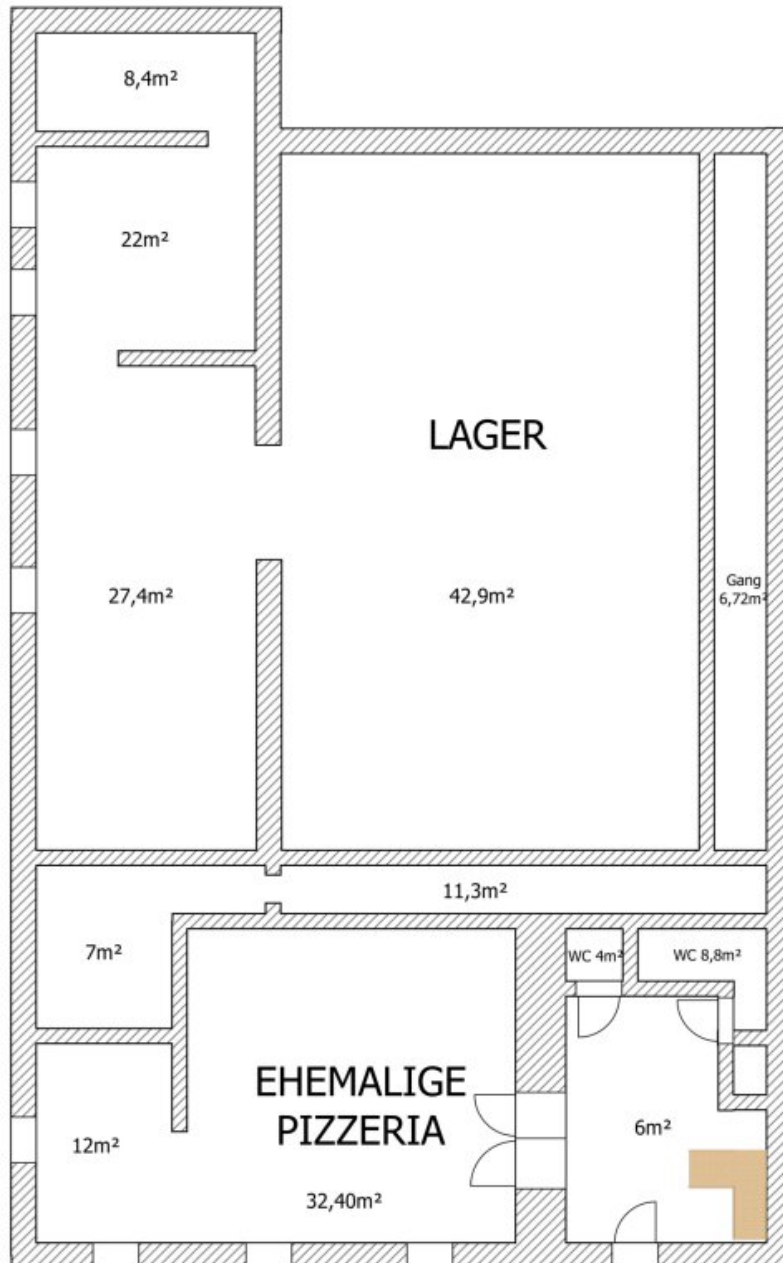 8,4m²
22m²
LAGER
27,4m²
42,9m²
Gang
6,72m²
11,3m²
7m²
WC 4m²
WC 8,8m²
EHEMALIGE
PIZZERIA
12m²
6m²
32,40m²